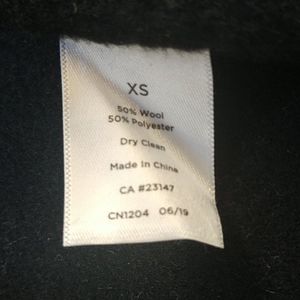 XS
50% Wool
50% Polyester
Dry Clean
Made In China
CA #23147
CN1204 06/19